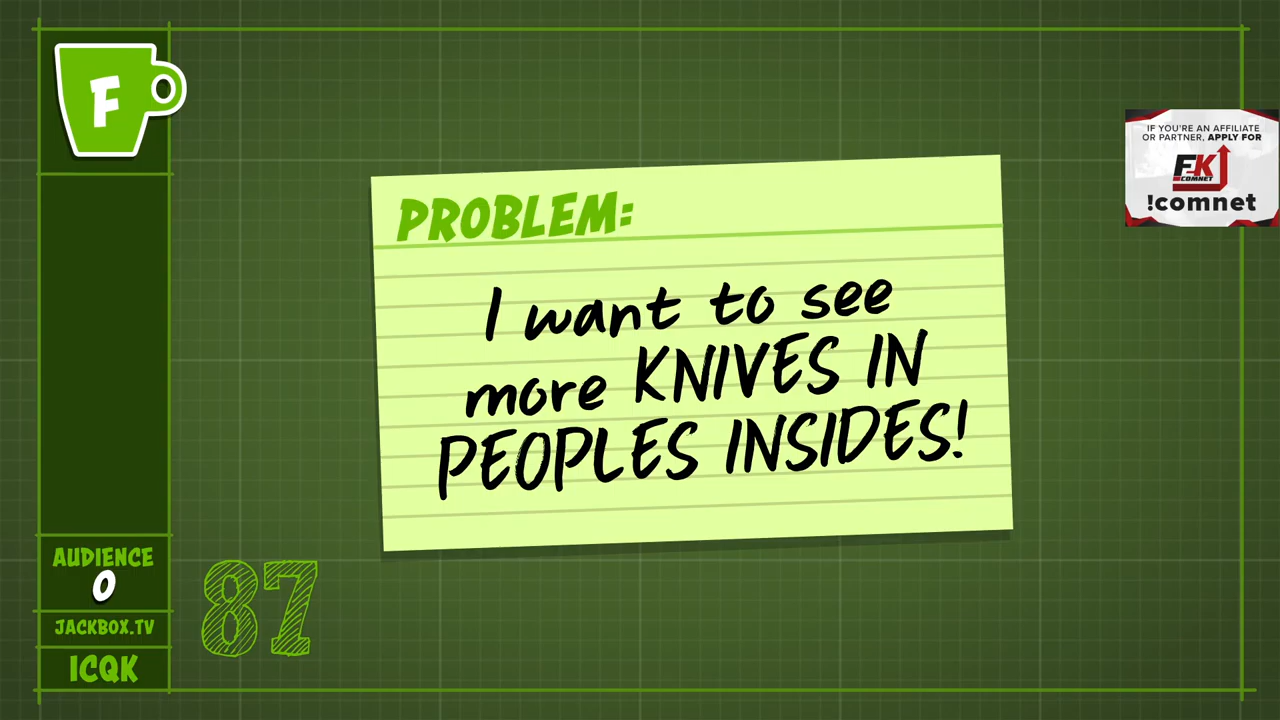 F
IF YOU'RE AN AFFILIATE
OR PARTNER, APPLY FOR
F2K
COMNET
!comnet
PROBLEM:
I want to see
more KNIVES IN
PEOPLES INSIDES!
AUDIENCE
0
JACKBOX.TV
ICQK
87